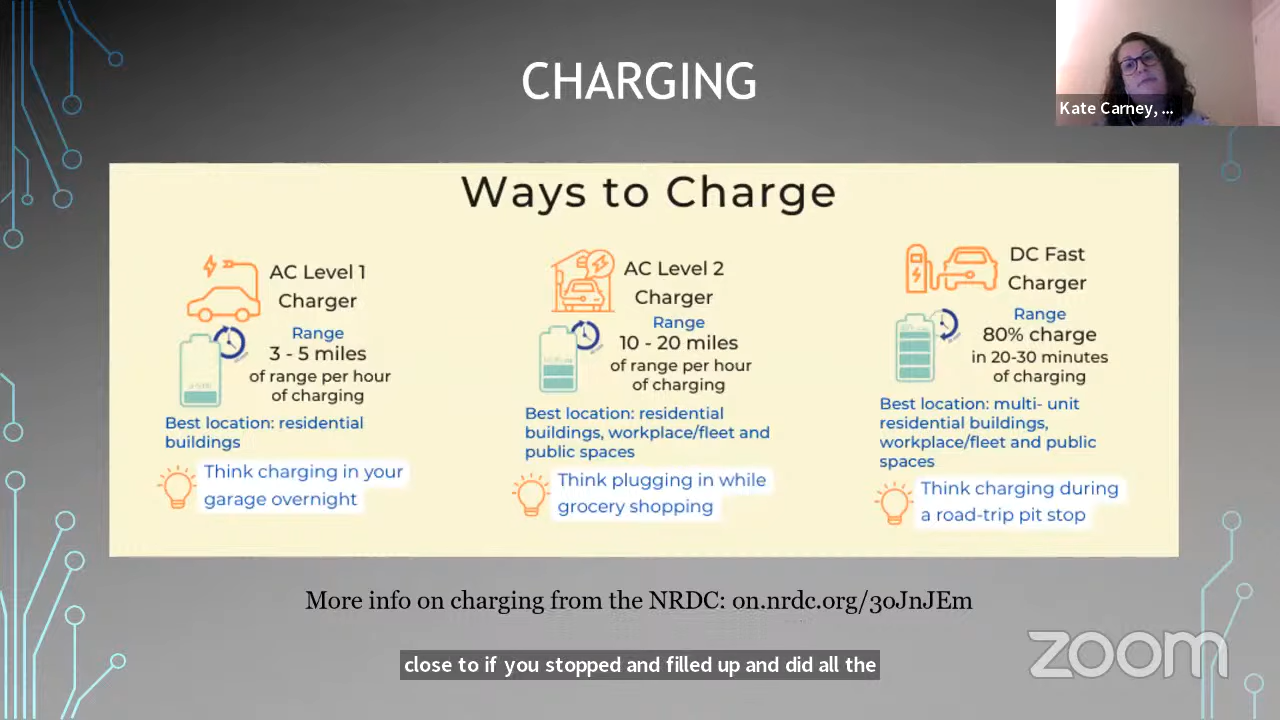 CHARGING
Kate Carney, ...
Ways to Charge
AC Level 1
Charger
Range
3 - 5 miles
of range per hour
of charging
Best location: residential
buildings
Think charging in your
garage overnight
AC Level 2
Charger
Range
10 - 20 miles
of range per hour
of charging
Best location: residential
buildings, workplace/fleet and
public spaces
Think plugging in while
grocery shopping
DC Fast
Charger
Range
80% charge
in 20-30 minutes
of charging
Best location: multi- unit
residential buildings,
workplace/fleet and public
spaces
Think charging during
a road-trip pit stop
More info on charging from the NRDC: on.nrdc.org/3oJnJEm
close to if you stopped and filled up and did all the
zoom